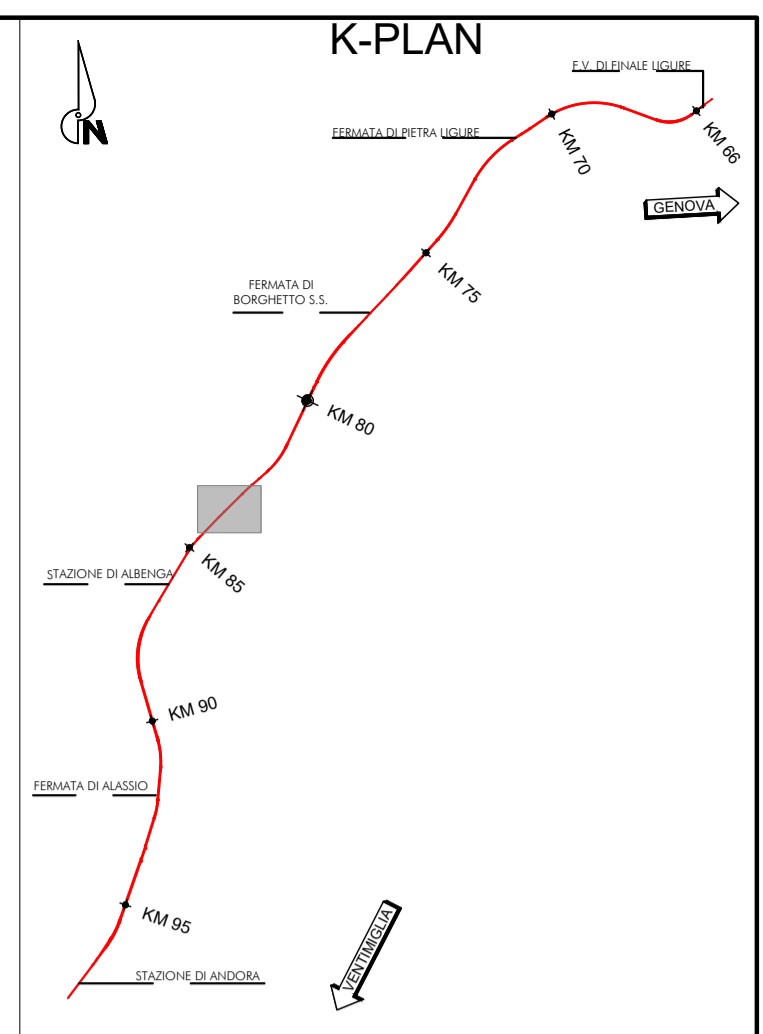 K-PLAN
N
F.V. DI FINALE LIGURE
FERMATA DI PIETRA LIGURE
KM 70
KM 66
GENOVA
KM 75
FERMATA DI
BORGHETTO S.S.
KM 80
KM 85
STAZIONE DI ALBENGA
KM 90
FERMATA DI ALASSIO
KM 95
VENTIMIGLIA
STAZIONE DI ANDORA